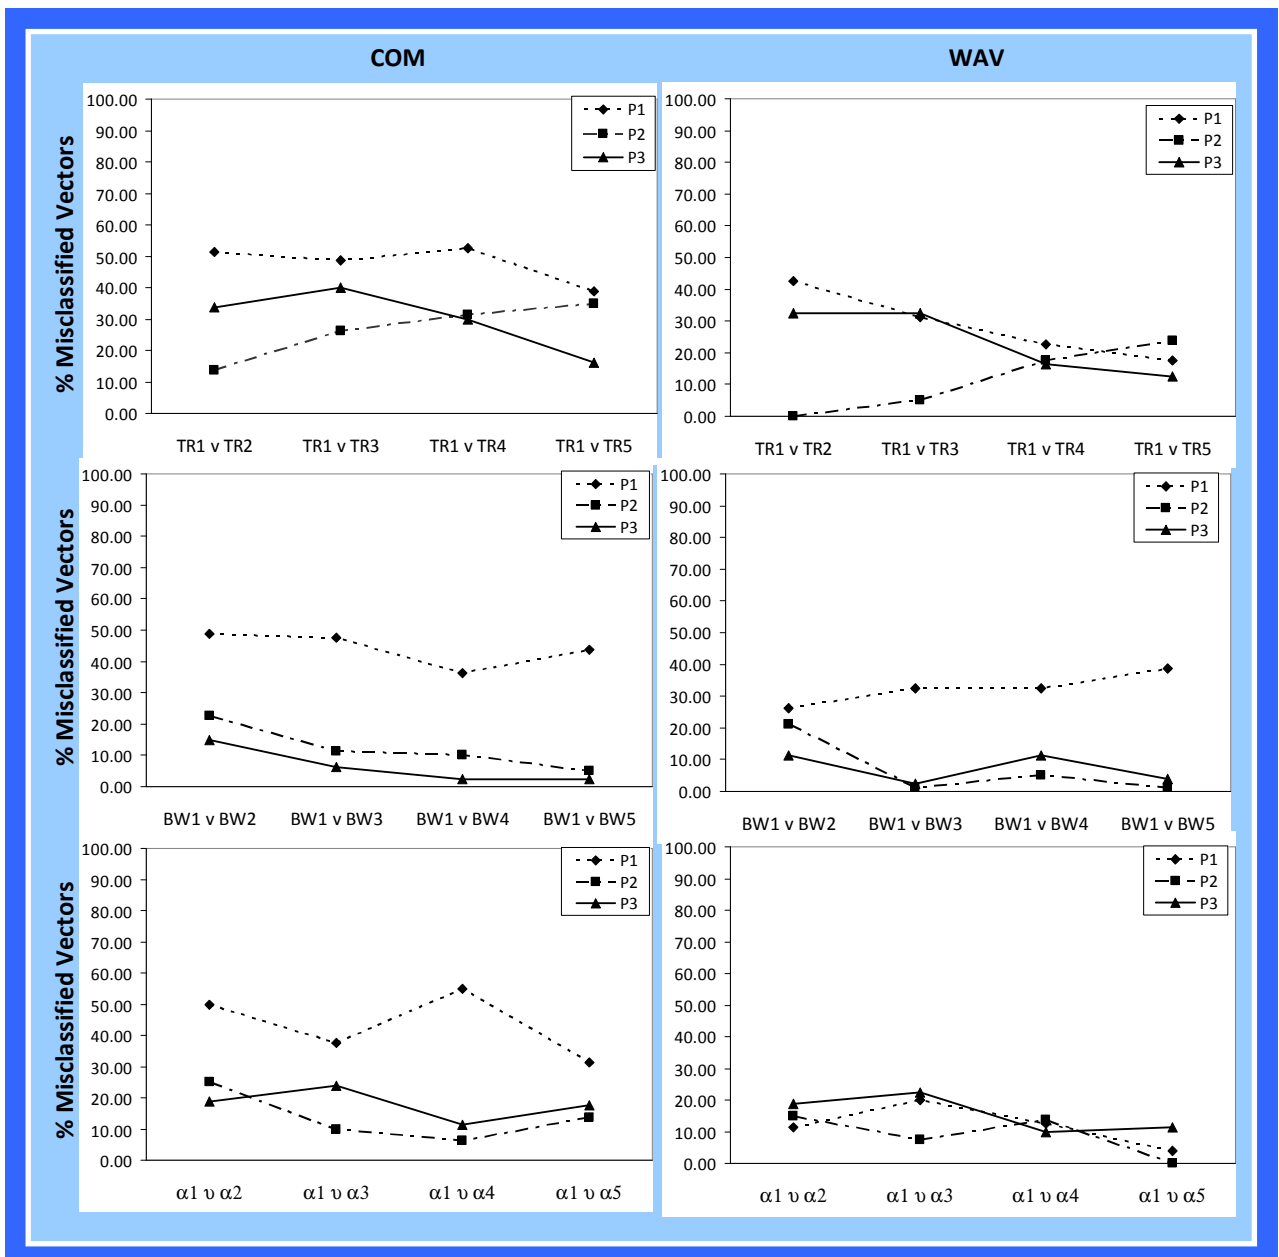 COM
WAV
% Misclassified Vectors
100.00
90.00
80.00
70.00
60.00
50.00
40.00
30.00
20.00
10.00
0.00
P1
P2
P3
TR1 v TR2 TR1 v TR3 TR1 v TR4 TR1 v TR5
100.00
90.00
80.00
70.00
60.00
50.00
40.00
30.00
20.00
10.00
0.00
P1
P2
P3
TR1 v TR2 TR1 v TR3 TR1 v TR4 TR1 v TR5
% Misclassified Vectors
100.00
90.00
80.00
70.00
60.00
50.00
40.00
30.00
20.00
10.00
0.00
P1
P2
P3
BW1 v BW2 BW1 v BW3 BW1 v BW4 BW1 v BW5
100.00
90.00
80.00
70.00
60.00
50.00
40.00
30.00
20.00
10.00
0.00
P1
P2
P3
BW1 v BW2 BW1 v BW3 BW1 v BW4 BW1 v BW5
% Misclassified Vectors
100.00
90.00
80.00
70.00
60.00
50.00
40.00
30.00
20.00
10.00
0.00
P1
P2
P3
α1 υ α2 α1 υ α3 α1 υ α4 α1 υ α5
100.00
90.00
80.00
70.00
60.00
50.00
40.00
30.00
20.00
10.00
0.00
P1
P2
P3
α1 υ α2 α1 υ α3 α1 υ α4 α1 υ α5